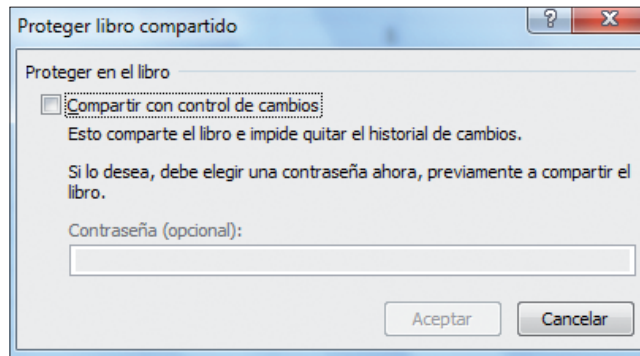 Proteger libro compartido
Proteger en el libro
Compartir con control de cambios
Esto comparte el libro e impide quitar el historial de cambios.
Si lo desea, debe elegir una contraseña ahora, previamente a compartir el
libro.
Contraseña (opcional):
Aceptar
Cancelar